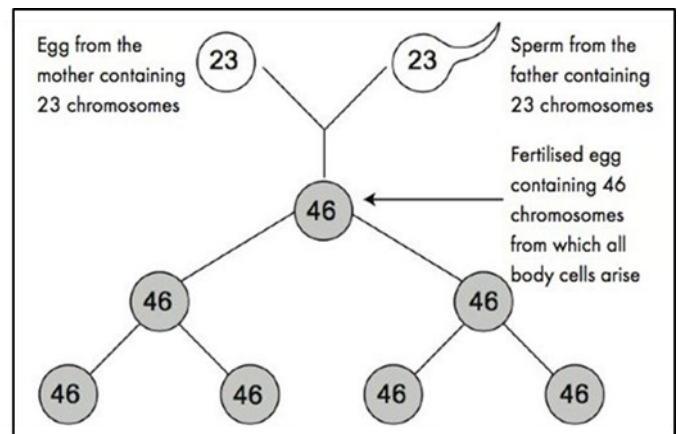 Egg from the
mother containing
23 chromosomes
23
23
Sperm from the
father containing
23 chromosomes
Fertilised egg
containing 46
chromosomes
from which all
body cells arise
46
46
46
46
46
46
46